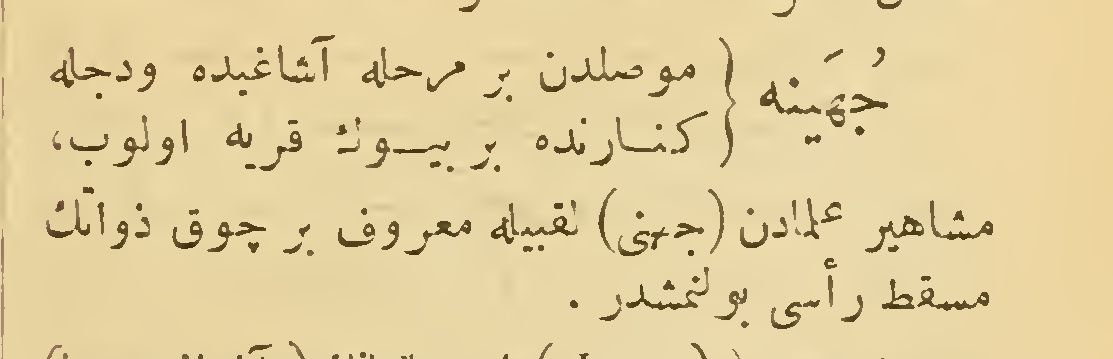 جُهَينه { موصلدن بر مرحله آشاغیده ودجله
كنارنده بر بیوك قریه اولوب،
مشاهیر علمادن (جهنی) لقبیله معروف بر چوق ذواتك
مسقط رأسی بولنمشدر .